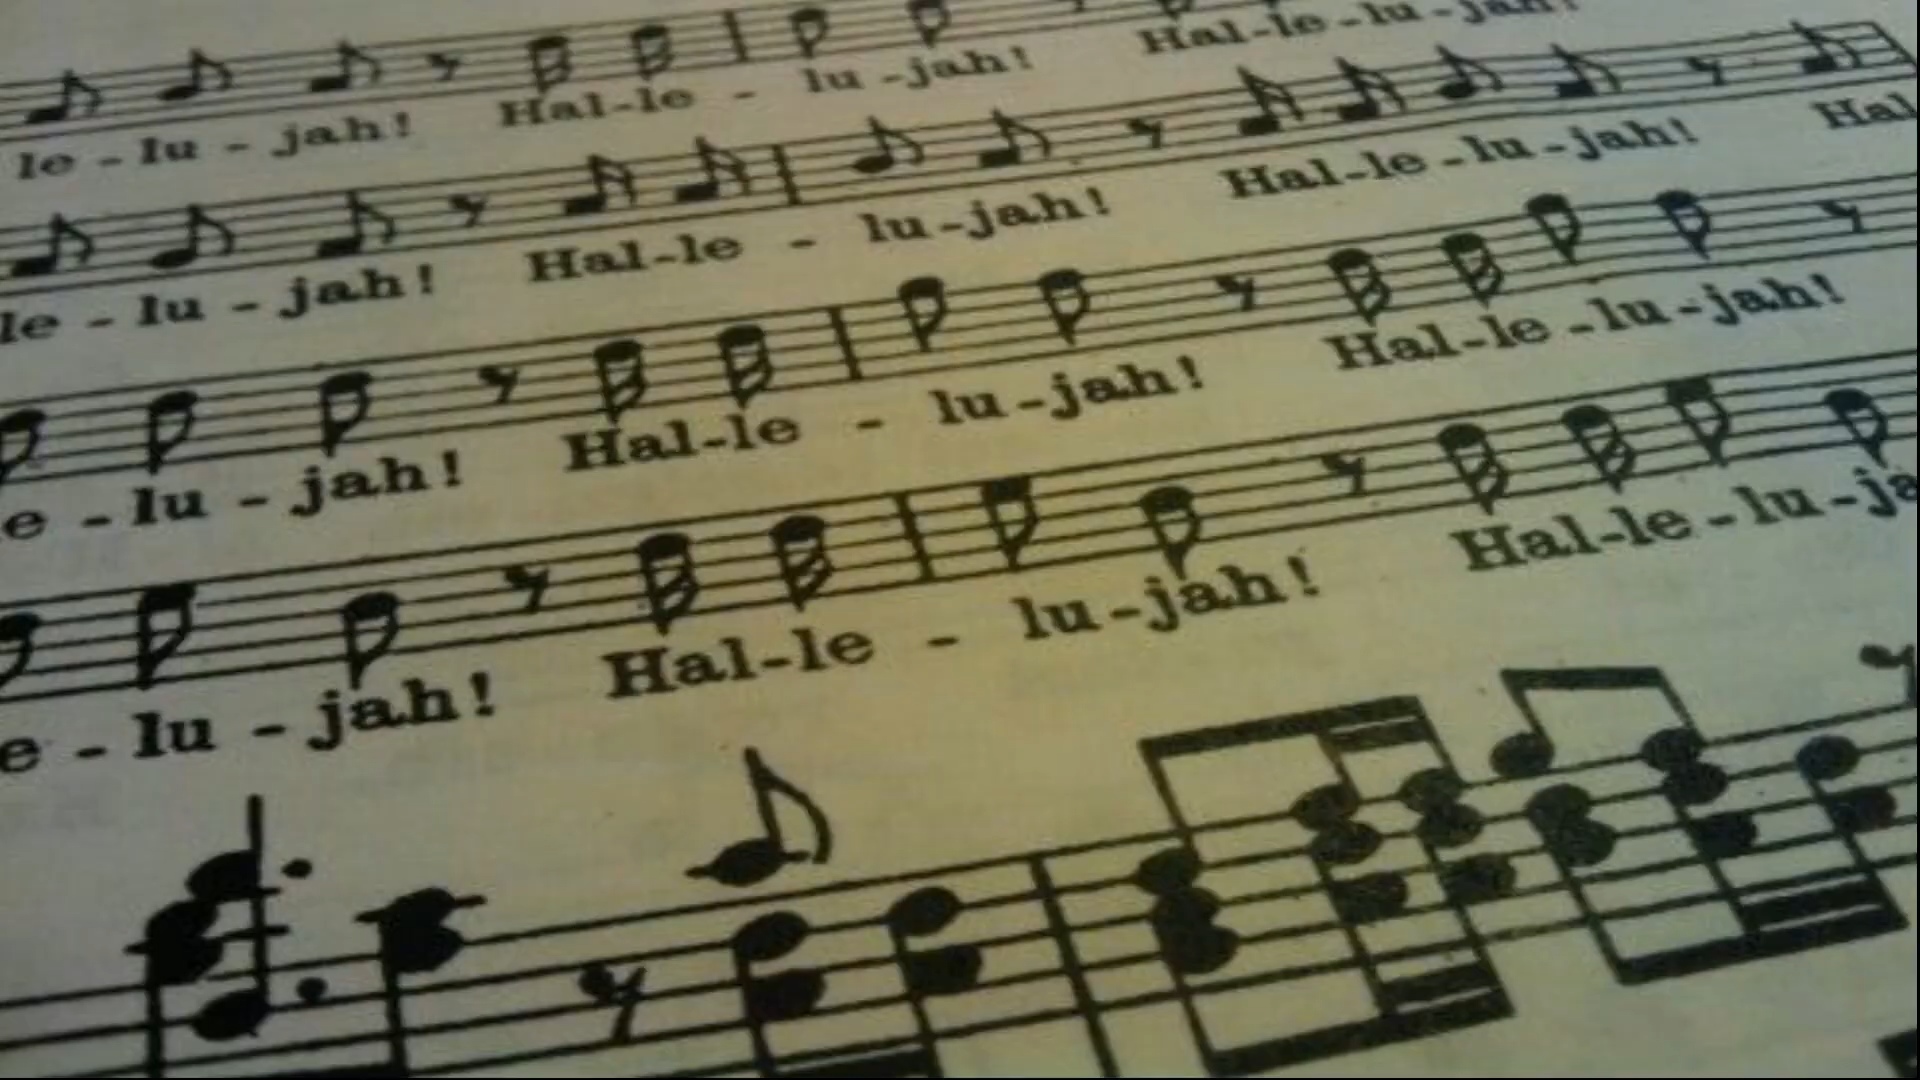 le - lu - jah! Hal-le - lu - jah! Hal-le-lu-jah!
le - lu - jah! Hal-le - lu-jah! Hal-le-lu-jah! Hal
e - lu - jah! Hal-le - lu-jah! Hal-le-lu-jah!
e - lu - jah! Hal-le - lu-jah! Hal-le-lu-ja